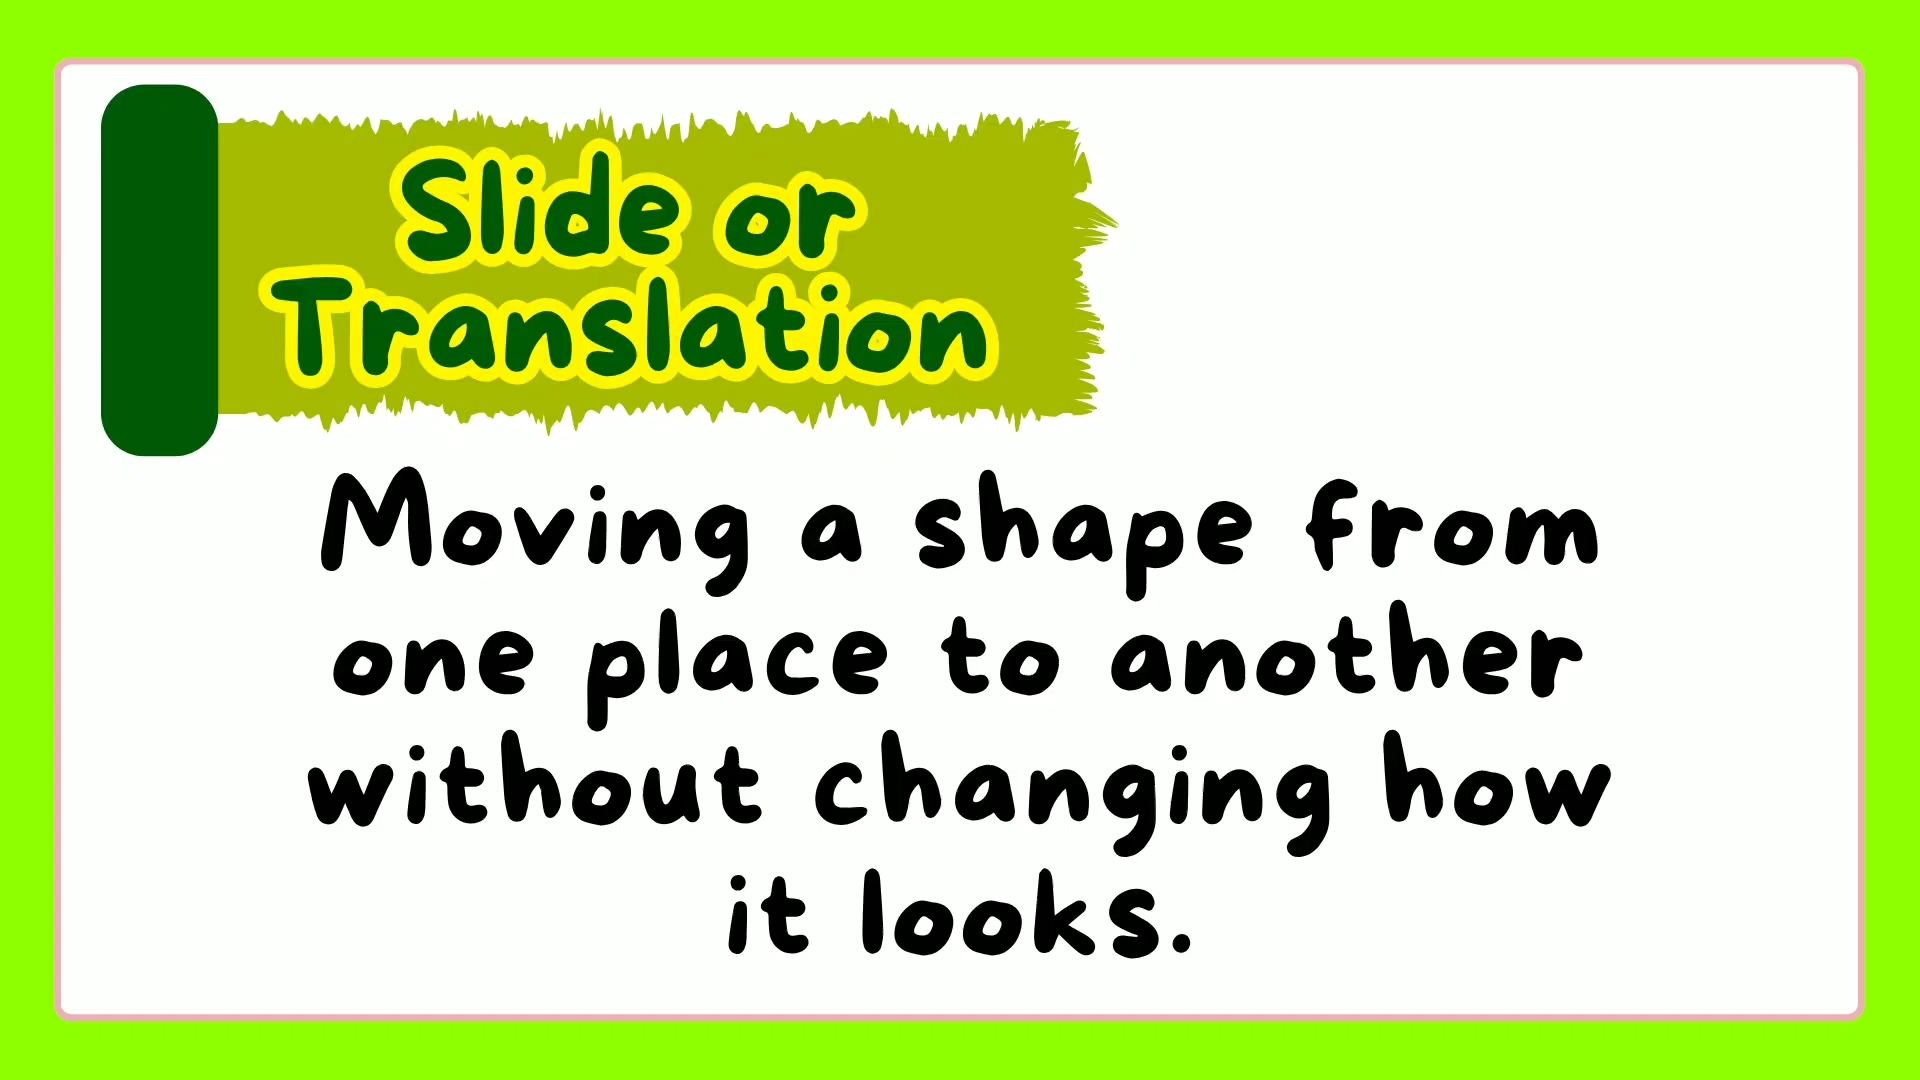 Slide or
Translation
Moving a shape from
one place to another
without changing how
it looks.